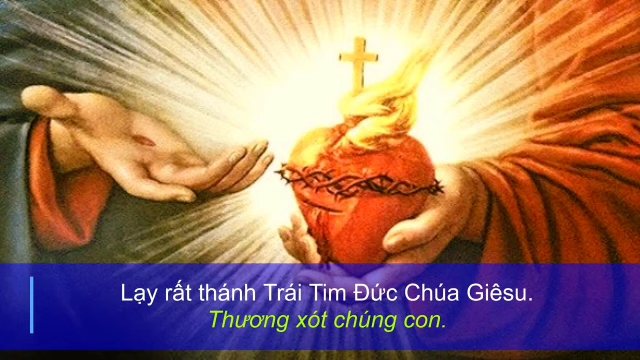 Lạy rất thánh Trái Tim Đức Chúa Giêsu.
Thương xót chúng con.